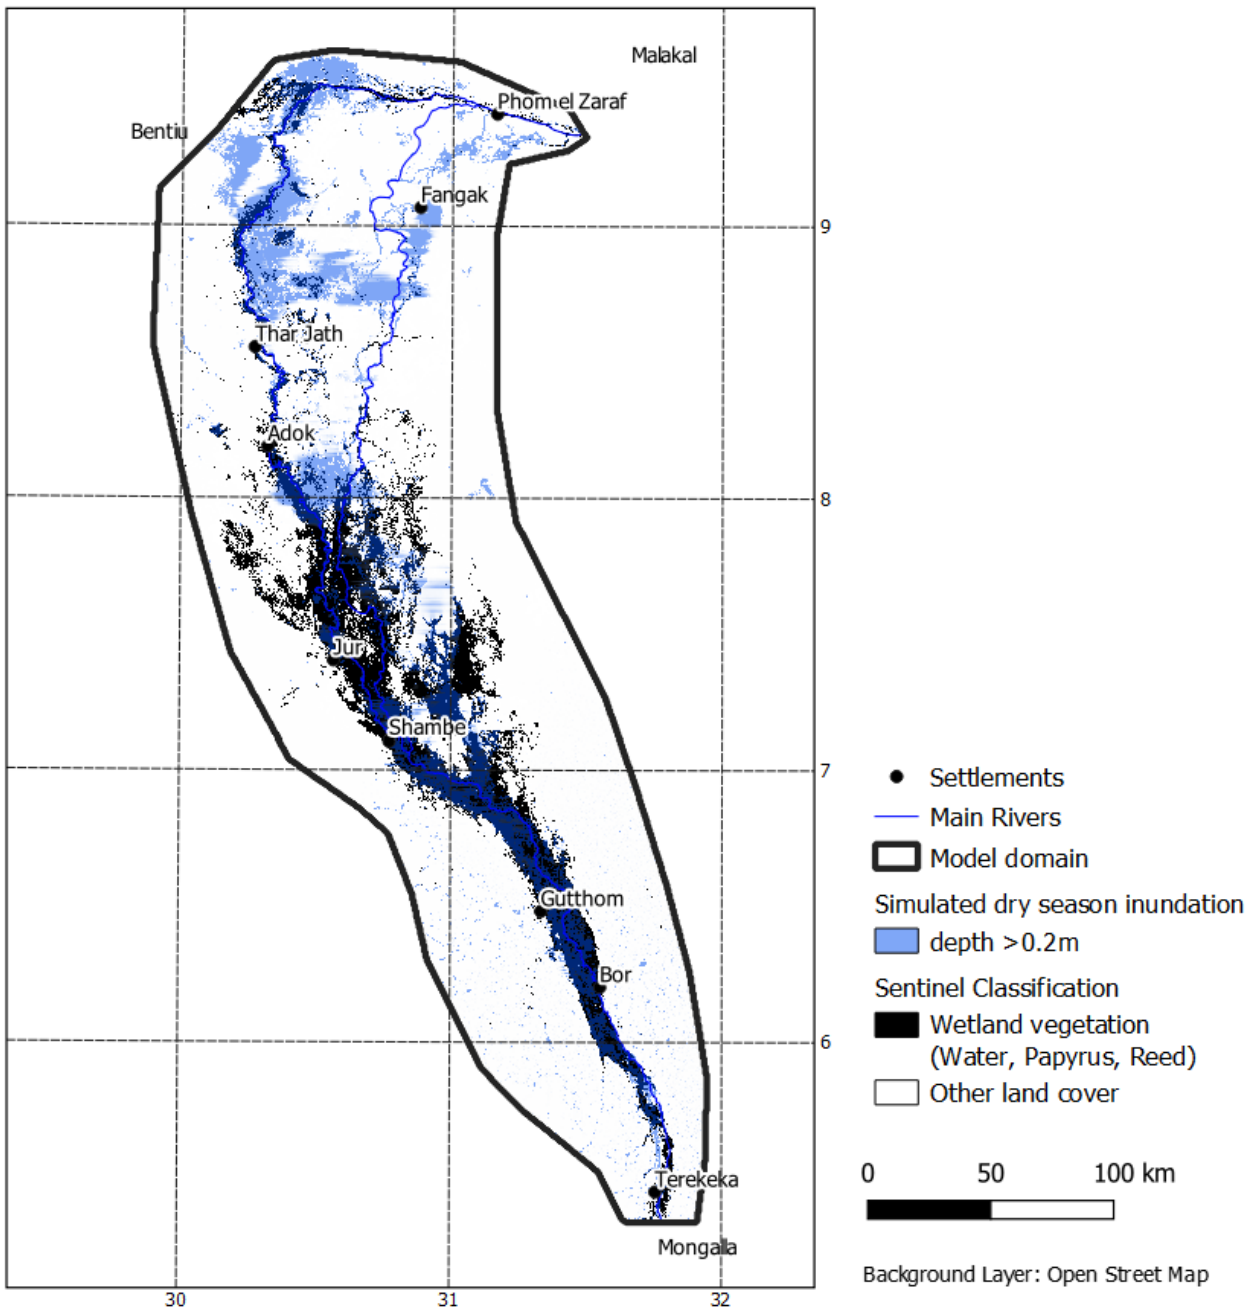 Malakal
Phom el Zaraf
Bentiu
Fangak
9
Thar Jath
Adok
8
Jur
Shambe
7
Gutthom
Bor
6
Terekeka
Mongalla
30
31
32
Settlements
Main Rivers
Model domain
Simulated dry season inundation
depth >0.2m
Sentinel Classification
Wetland vegetation
(Water, Papyrus, Reed)
Other land cover
0 50 100 km
Background Layer: Open Street Map